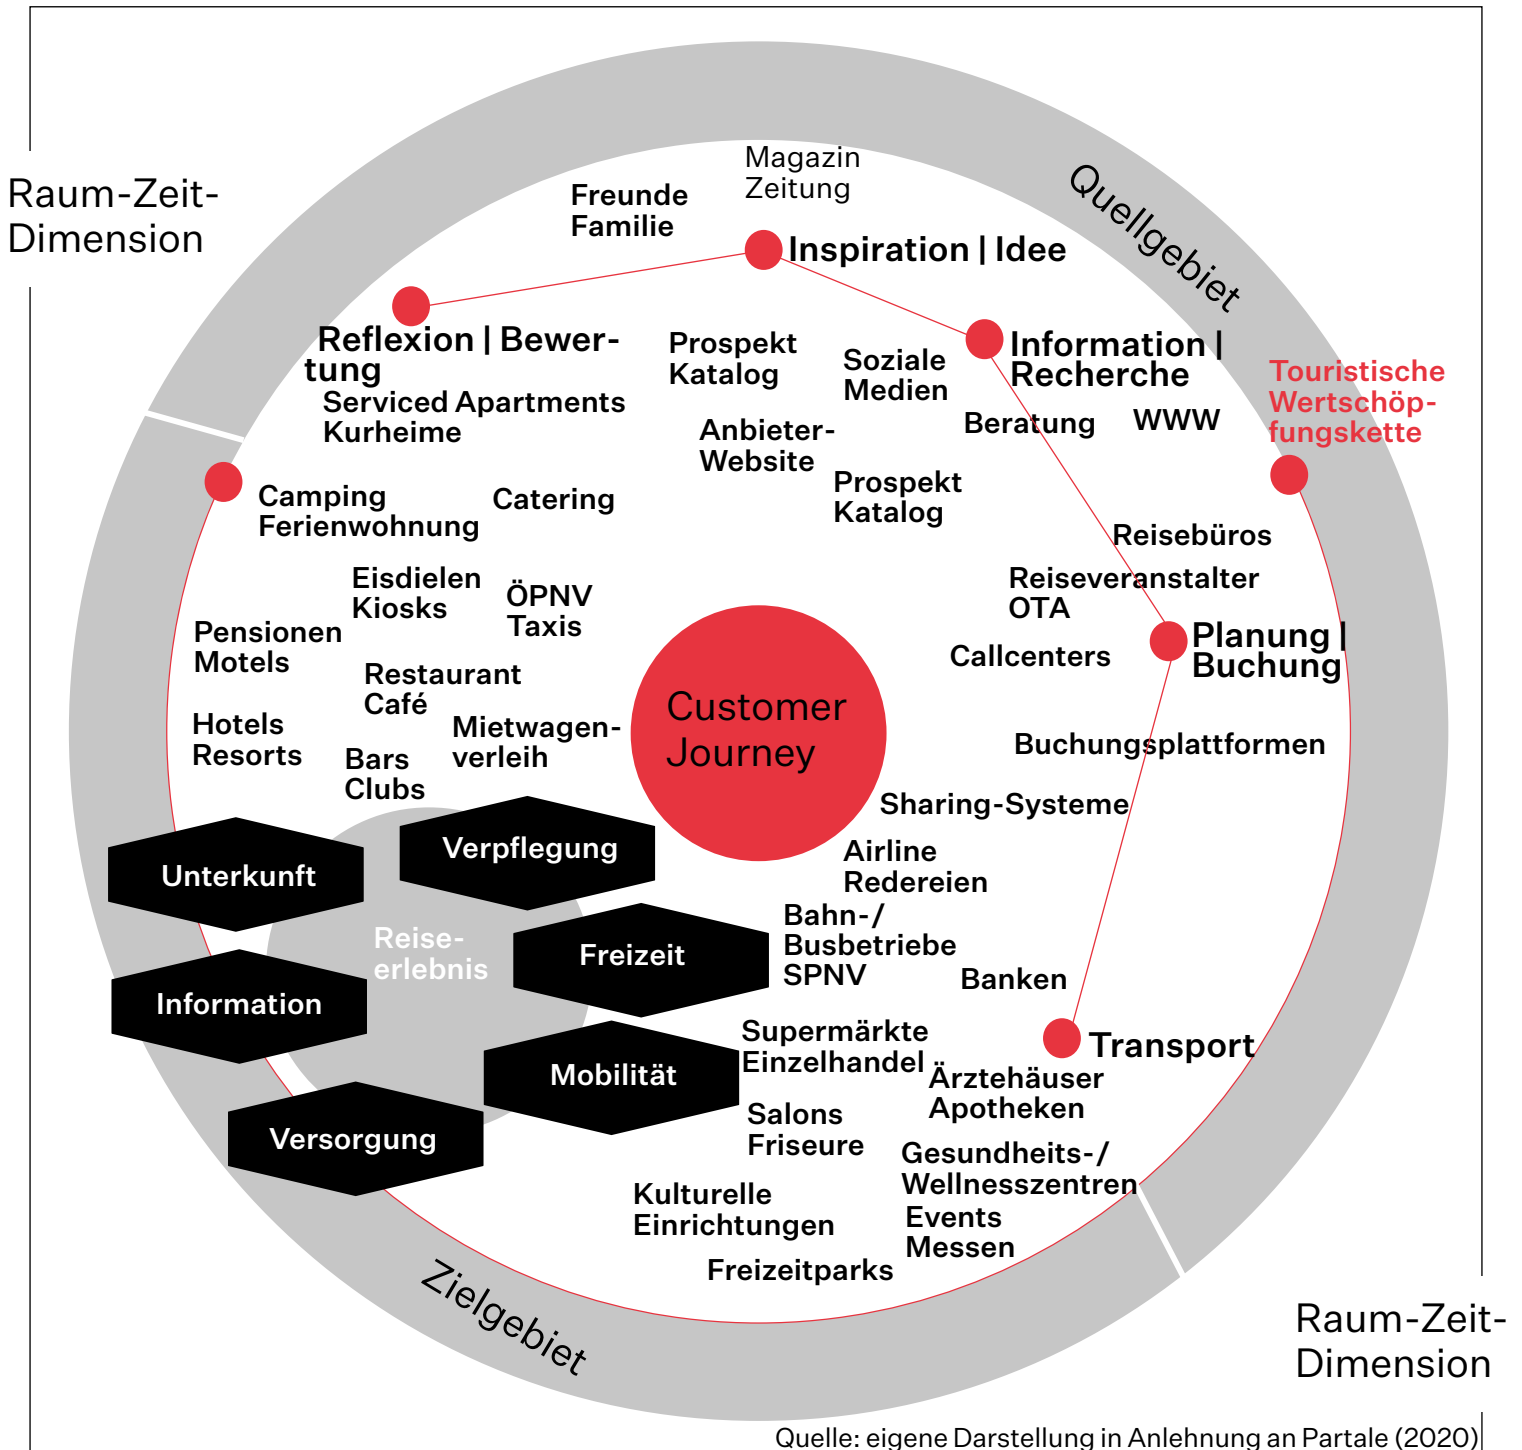 Raum-Zeit-
Dimension
Quellgebiet
Magazin
Zeitung
Freunde
Familie
Inspiration | Idee
Reflexion | Bewer-
tung
Information |
Recherche
Touristische
Wertschöp-
fungskette
Prospekt
Katalog
Soziale
Medien
Serviced Apartments
Kurheime
Beratung
WWW
Anbieter-
Website
Prospekt
Katalog
Camping
Ferienwohnung
Catering
Reisebüros
Eisdielen
Kiosks
ÖPNV
Taxis
Reiseveranstalter
OTA
Pensionen
Motels
Planung |
Buchung
Callcenters
Restaurant
Café
Customer
Journey
Hotels
Resorts
Mietwagen-
verleih
Bars
Clubs
Buchungsplattformen
Sharing-Systeme
Verpflegung
Unterkunft
Airline
Redereien
Reise-
erlebnis
Freizeit
Bahn-/
Busbetriebe
SPNV
Banken
Information
Supermärkte
Einzelhandel
Transport
Mobilität
Ärztehäuser
Apotheken
Versorgung
Salons
Friseure
Gesundheits-/
Wellnesszentren
Kulturelle
Einrichtungen
Events
Messen
Freizeitparks
Zielgebiet
Raum-Zeit-
Dimension
Quelle: eigene Darstellung in Anlehnung an Partale (2020)